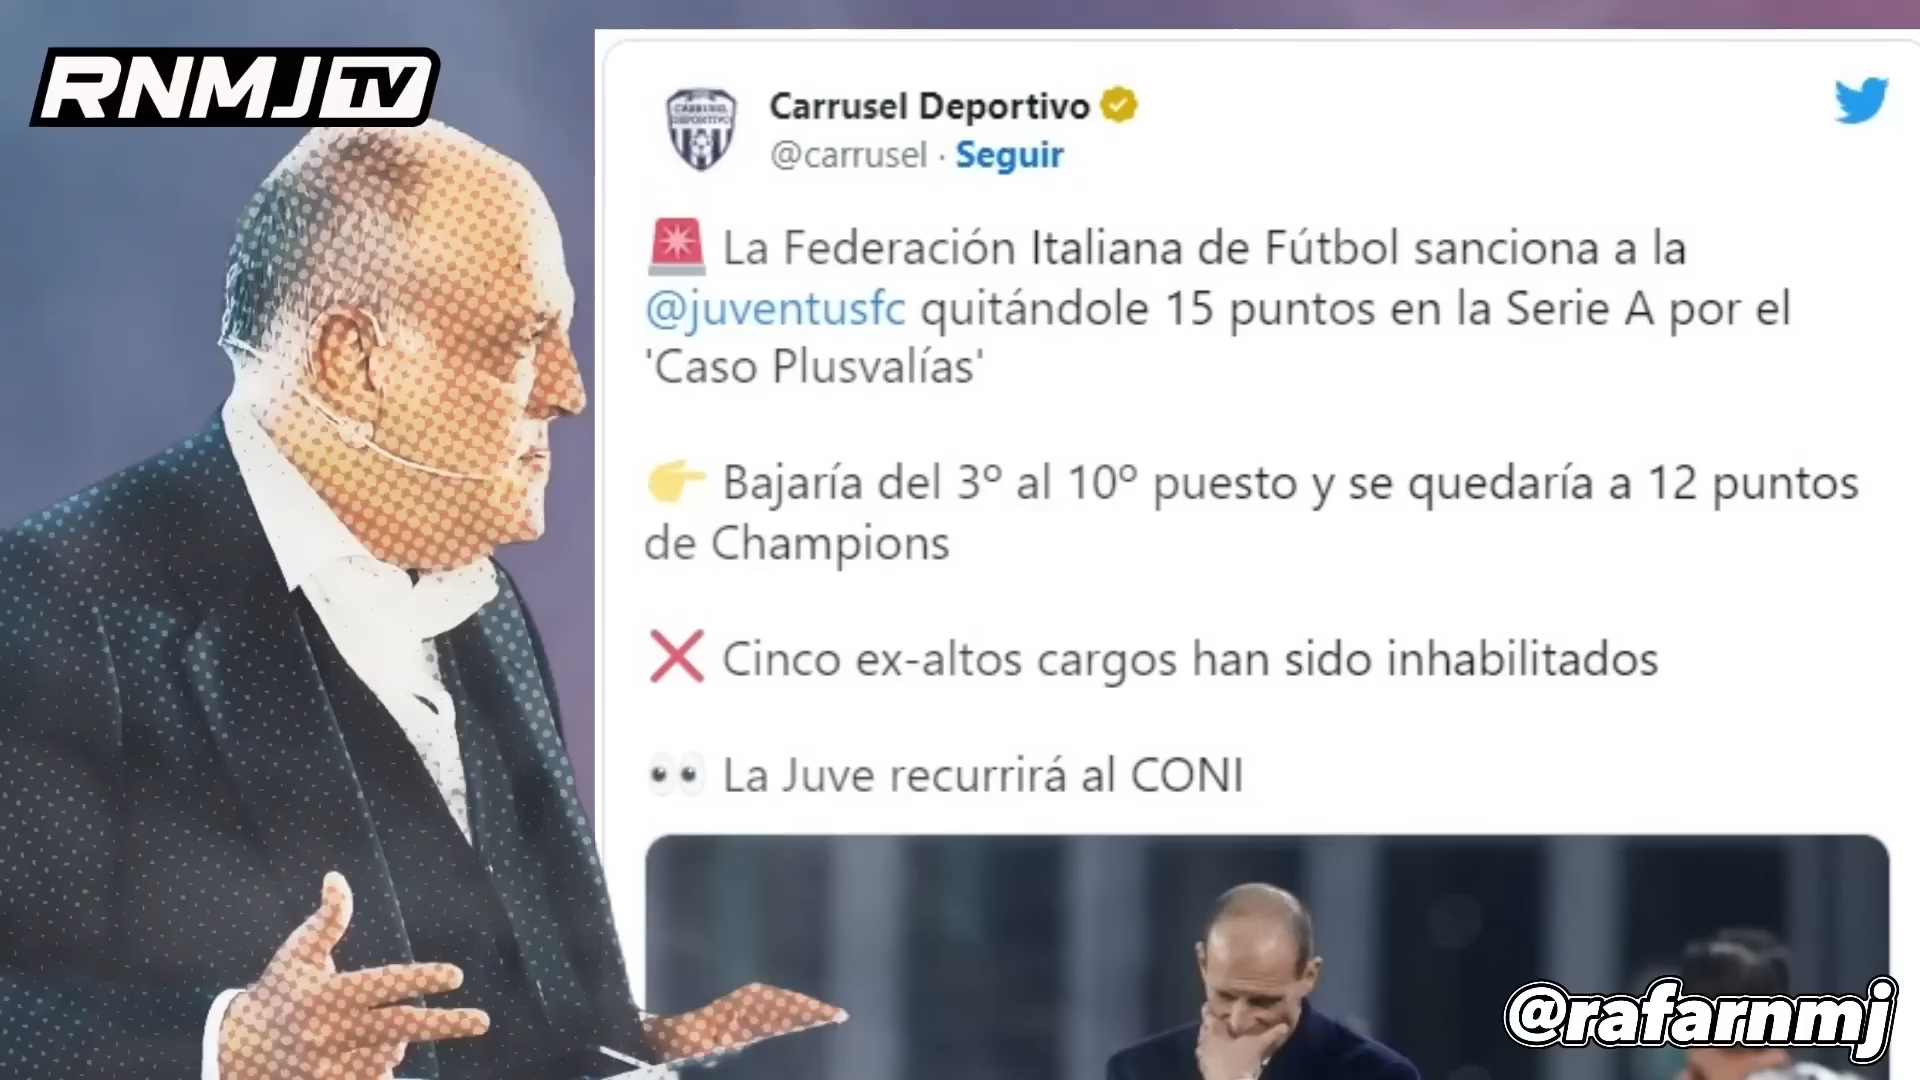 RNMJ TV
Carrusel Deportivo
@carrusel · Seguir
CARRUSEL
DEPORTIVO
🚨 La Federación Italiana de Fútbol sanciona a la
@juventusfc quitándole 15 puntos en la Serie A por el
'Caso Plusvalías'
👉 Bajaría del 3º al 10º puesto y se quedaría a 12 puntos
de Champions
❌ Cinco ex-altos cargos han sido inhabilitados
👀 La Juve recurrirá al CONI
@rafarnmj